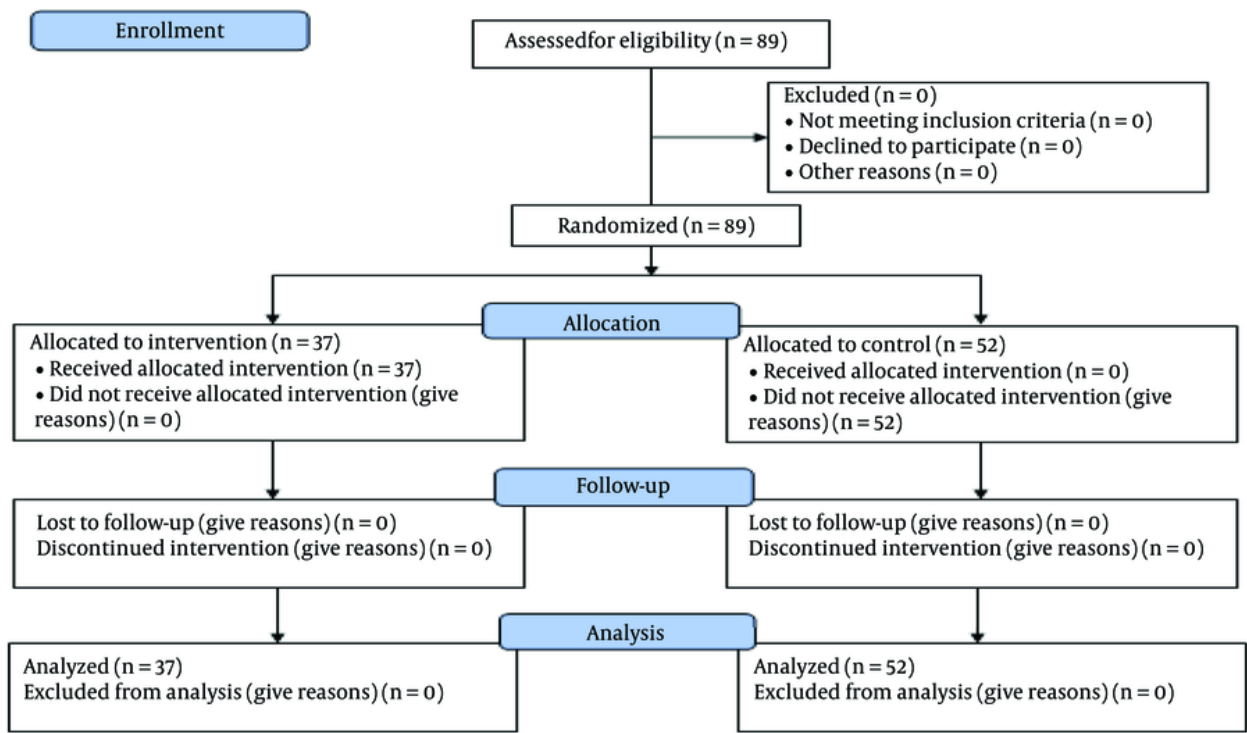 Enrollment
Assessedfor eligibility (n = 89)
Excluded (n = 0)
• Not meeting inclusion criteria (n = 0)
• Declined to participate (n = 0)
• Other reasons (n = 0)
Randomized (n = 89)
Allocation
Allocated to intervention (n = 37)
• Received allocated intervention (n = 37)
• Did not receive allocated intervention (give
reasons) (n = 0)
Allocated to control (n = 52)
• Received allocated intervention (n = 0)
• Did not receive allocated intervention (give
reasons) (n = 52)
Follow-up
Lost to follow-up (give reasons) (n = 0)
Discontinued intervention (give reasons) (n = 0)
Lost to follow-up (give reasons) (n = 0)
Discontinued intervention (give reasons) (n = 0)
Analysis
Analyzed (n = 37)
Excluded from analysis (give reasons) (n = 0)
Analyzed (n = 52)
Excluded from analysis (give reasons) (n = 0)